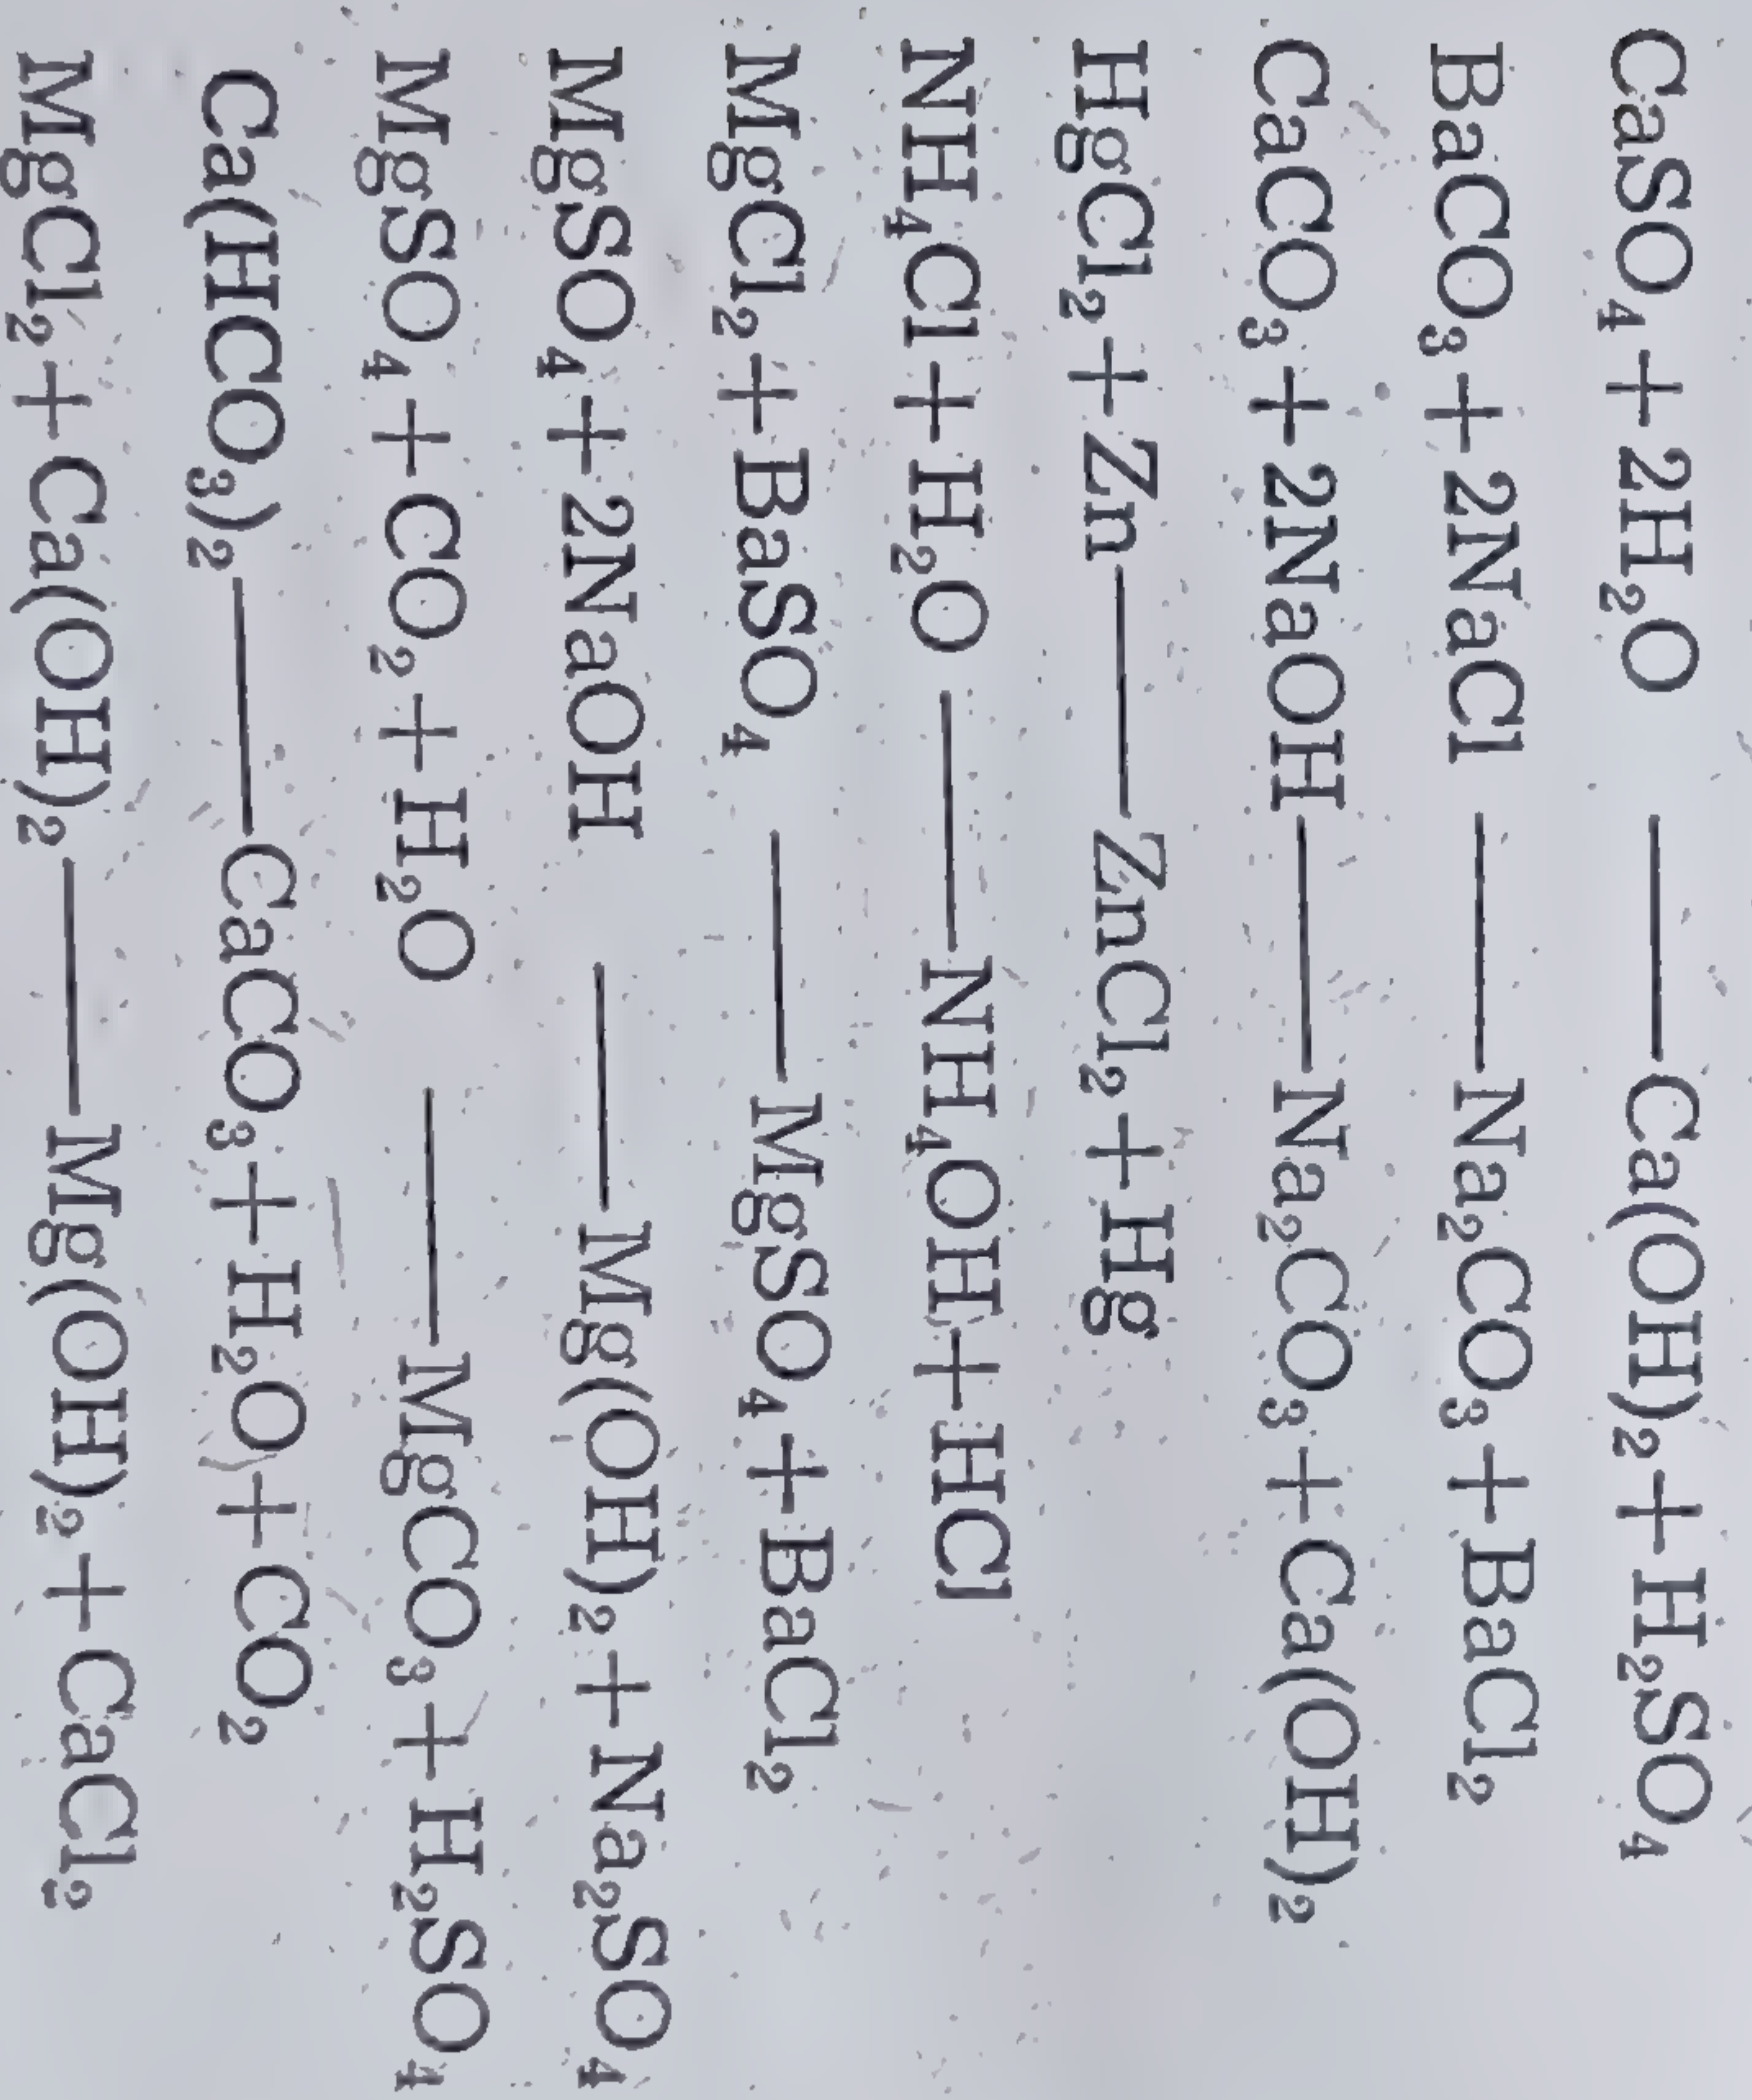 CaSO₄ + 2H₂O —— Ca(OH)₂ + H₂SO₄
BaCO₃ + 2NaCl —— Na₂CO₃ + BaCl₂
CaCO₃ + 2NaOH —— Na₂CO₃ + Ca(OH)₂
HgCl₂ + Zn —— ZnCl₂ + Hg
NH₄Cl + H₂O —— NH₄OH + HCl
MgCl₂ + BaSO₄ —— MgSO₄ + BaCl₂
MgSO₄ + 2NaOH —— Mg(OH)₂ + Na₂SO₄
MgSO₄ + CO₂ + H₂O —— MgCO₃ + H₂SO₄
Ca(HCO₃)₂ —— CaCO₃ + H₂O + CO₂
MgCl₂ + Ca(OH)₂ —— Mg(OH)₂ + CaCl₂